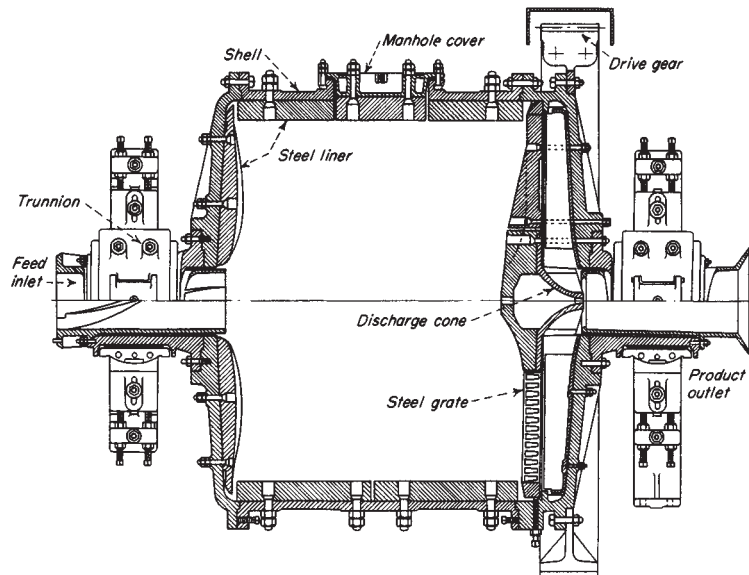 Manhole cover
Shell
Drive gear
Steel liner
Trunnion
Feed
inlet
Discharge cone
Product
outlet
Steel grate